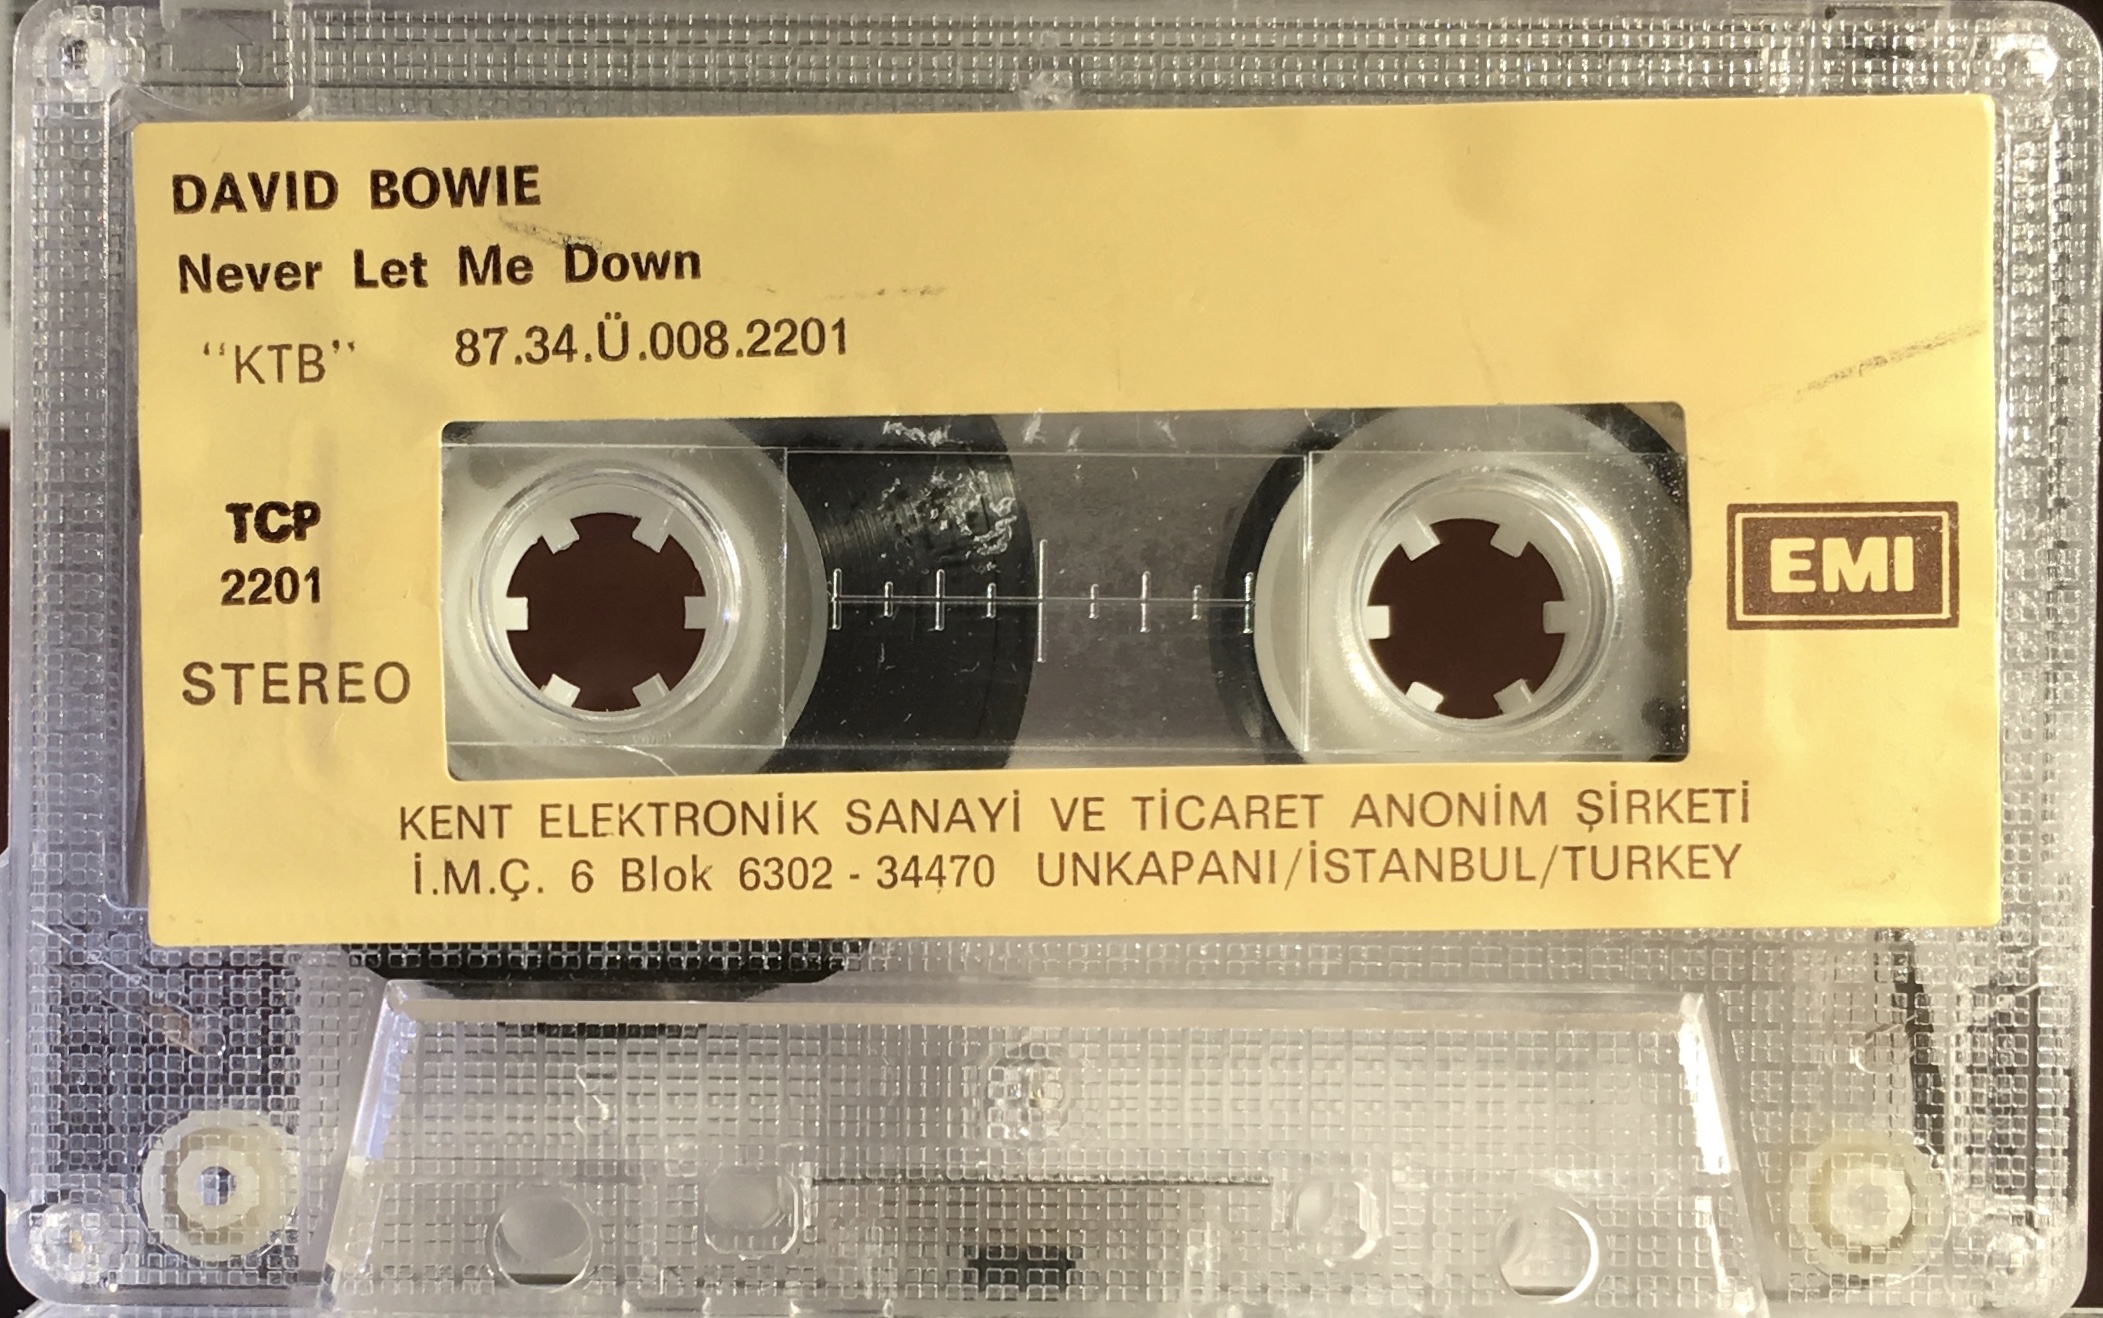 DAVID BOWIE
Never Let Me Down
"KTB" 87.34.Ü.008.2201
TCP
2201
STEREO
EMI
KENT ELEKTRONİK SANAYİ VE TİCARET ANONİM ŞİRKETİ
İ.M.Ç. 6 Blok 6302 - 34470 UNKAPANI/İSTANBUL/TURKEY